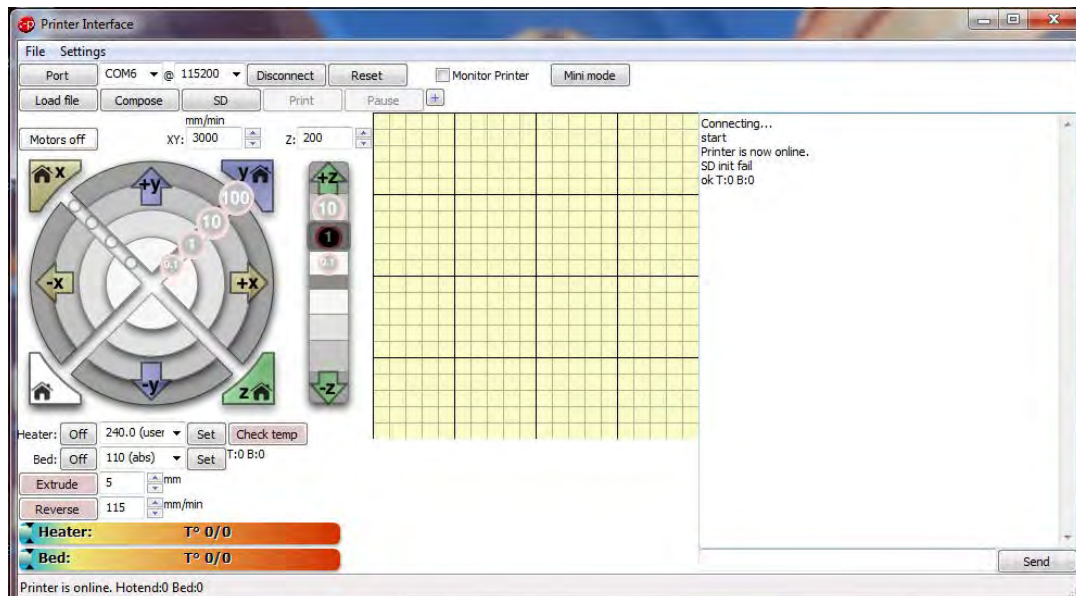 Printer Interface
File Settings
Port COM6 @ 115200 Disconnect Reset Monitor Printer Mini mode
Load file Compose SD Print Pause +
mm/min
Motors off XY: 3000 Z: 200
x +y y +z
100 10 1 0.1
10
1
0.1
-x +x
-y z -z
Connecting...
start
Printer is now online.
SD init fail
ok T:0 B:0
Heater: Off 240.0 (user Set Check temp
Bed: Off 110 (abs) Set T:0 B:0
Extrude 5 mm
Reverse 115 mm/min
Heater: T° 0/0
Bed: T° 0/0
Send
Printer is online. Hotend:0 Bed:0